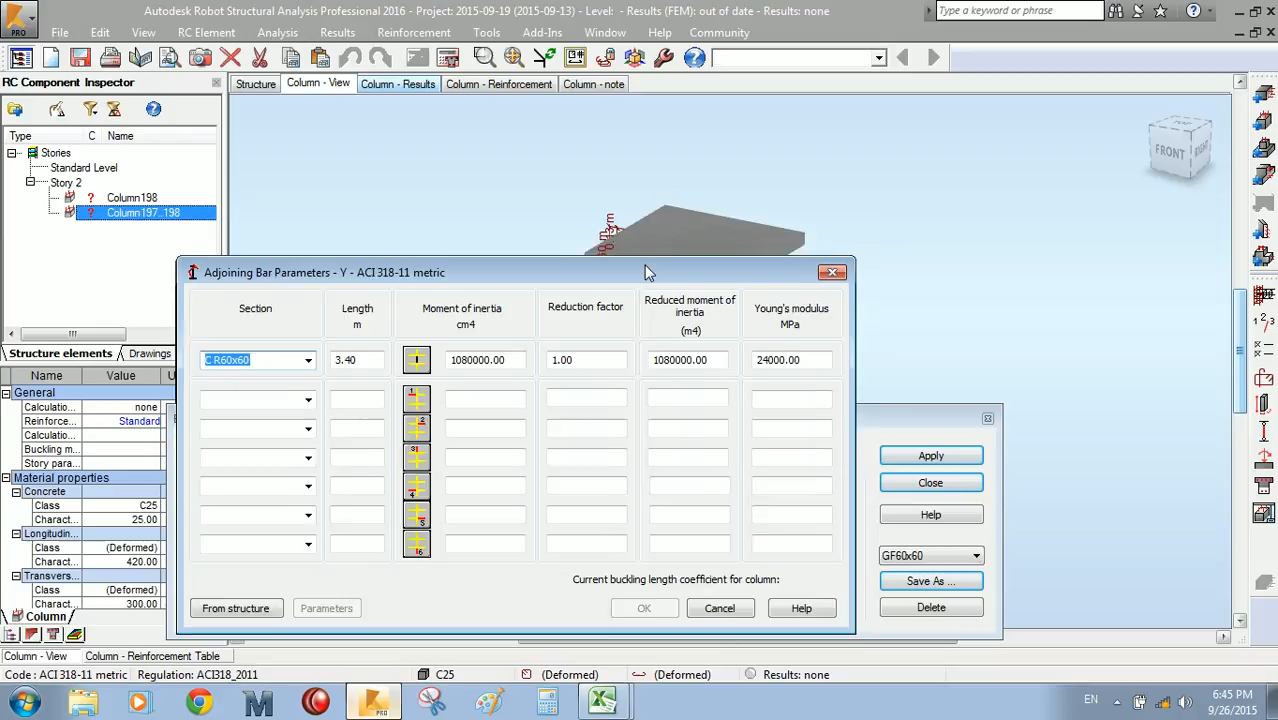 Autodesk Robot Structural Analysis Professional 2016 - Project: 2015-09-19 (2015-09-13) - Level:   - Results (FEM): out of date - Results: none
Type a keyword or phrase
PRO
File Edit View RC Element Analysis Results Reinforcement Tools Add-Ins Window Help Community
RC Component Inspector
Structure Column - View Column - Results Column - Reinforcement Column - note
Type C Name
Stories
Standard Level
Story 2
? Column198
? Column197..198
FRONT RIGHT
Adjoining Bar Parameters - Y - ACI 318-11 metric
Section Length m Moment of inertia cm4 Reduction factor Reduced moment of inertia (m4) Young's modulus MPa
C R60x60 3.40 1080000.00 1.00 1080000.00 24000.00
1
2
3
4
5
6
Current buckling length coefficient for column:
From structure Parameters OK Cancel Help
Structure elements Drawings
Name Value
General
Calculatio... none
Reinforce... Standard
Calculatio...
Buckling m...
Story para...
Material properties
Concrete
Class C25
Charact... 25.00
Longitudin...
Class (Deformed)
Charact... 420.00
Transvers...
Class (Deformed)
Charact... 300.00
Column
Apply
Close
Help
GF60x60
Save As ...
Delete
Column - View Column - Reinforcement Table
Code : ACI 318-11 metric Regulation: ACI318_2011 C25 (Deformed) (Deformed) Results: none
PRO
EN
6:45 PM
9/26/2015